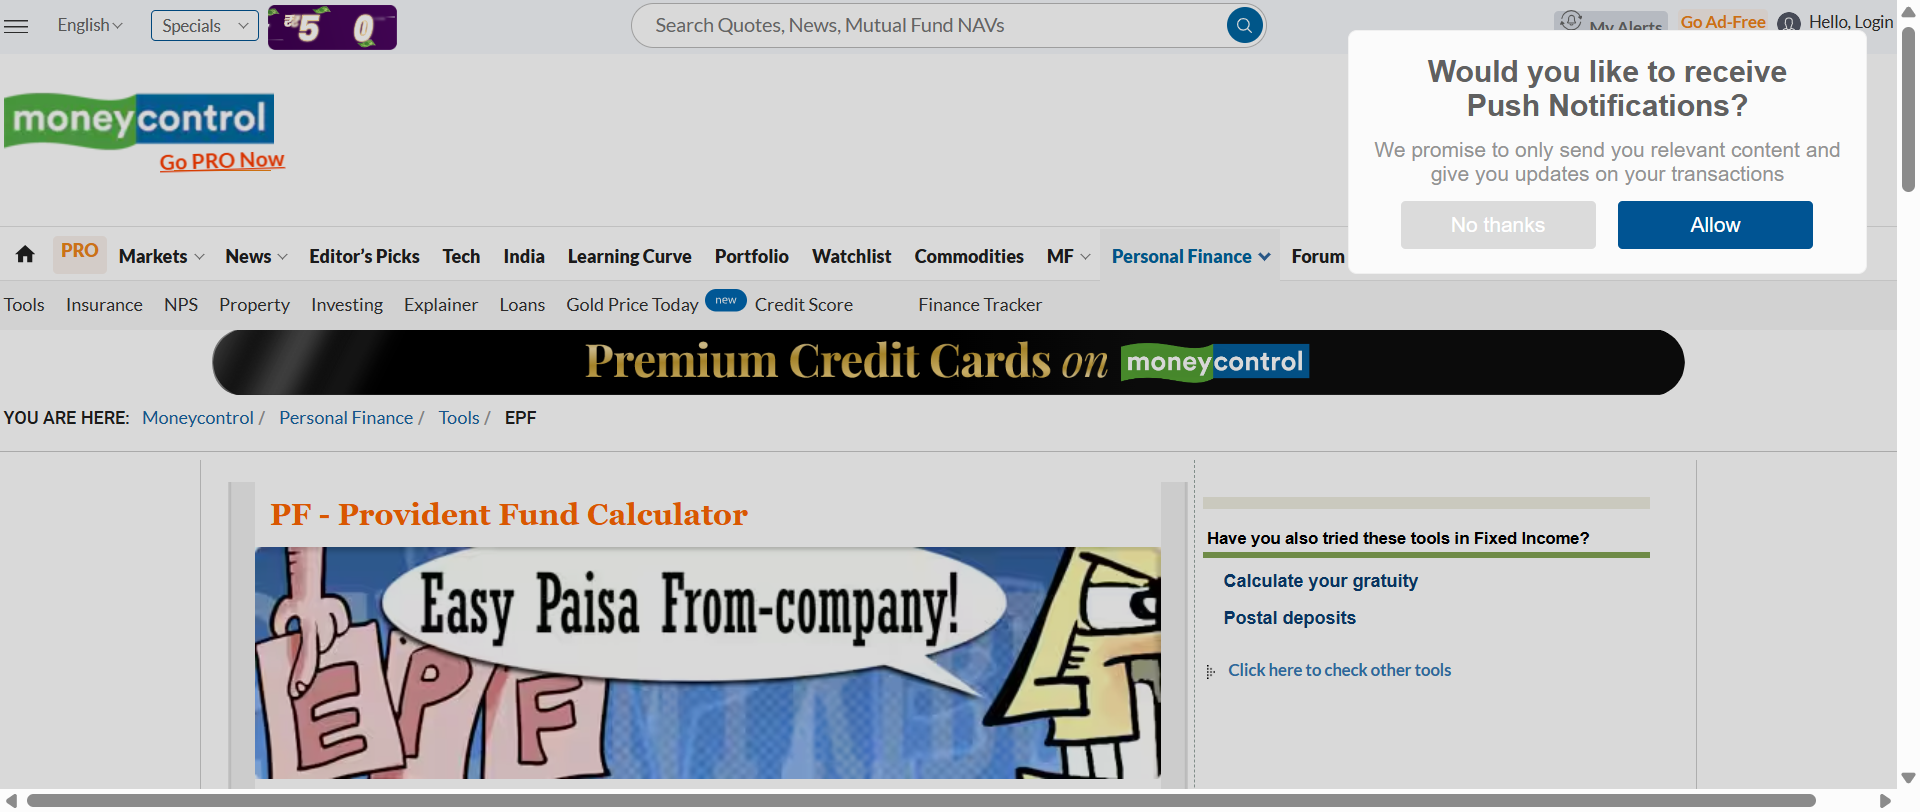 English
Specials
5 0
Search Quotes, News, Mutual Fund NAVs
My Alerts
Go Ad-Free
Hello, Login
moneycontrol
Go PRO Now
Would you like to receive
Push Notifications?
We promise to only send you relevant content and
give you updates on your transactions
No thanks
Allow
PRO Markets News Editor’s Picks Tech India Learning Curve Portfolio Watchlist Commodities MF Personal Finance Forum
Tools Insurance NPS Property Investing Explainer Loans Gold Price Today new Credit Score Finance Tracker
Premium Credit Cards on moneycontrol
YOU ARE HERE: Moneycontrol / Personal Finance / Tools / EPF
PF - Provident Fund Calculator
Easy Paisa From-company!
EPF
Have you also tried these tools in Fixed Income?
Calculate your gratuity
Postal deposits
Click here to check other tools